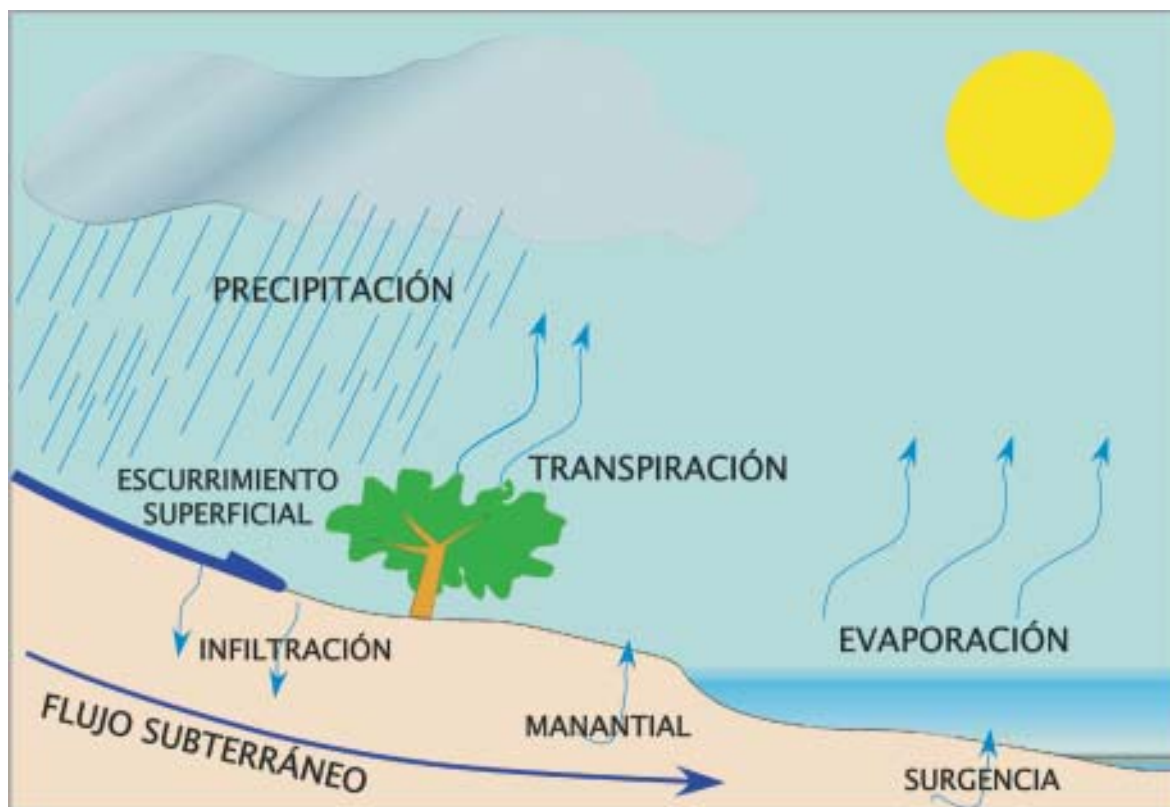 PRECIPITACIÓN
TRANSPIRACIÓN
ESCURRIMIENTO
SUPERFICIAL
EVAPORACIÓN
INFILTRACIÓN
FLUJO SUBTERRÁNEO
MANANTIAL
SURGENCIA